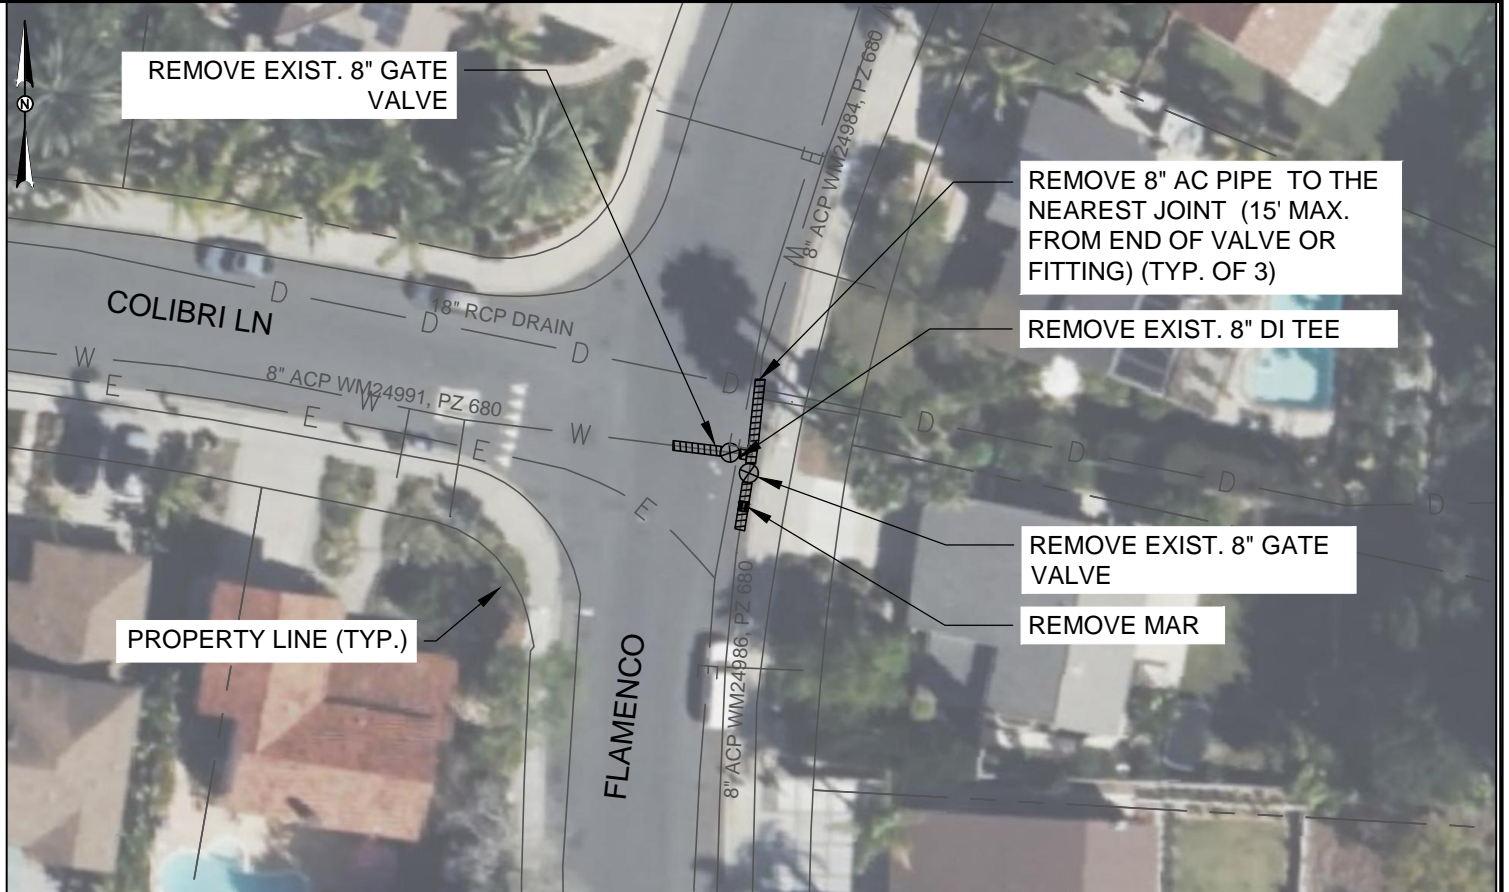 REMOVE EXIST. 8" GATE
VALVE
N
8" ACP WM24984, PZ 680
W
E
W
REMOVE 8" AC PIPE TO THE
NEAREST JOINT (15' MAX.
FROM END OF VALVE OR
FITTING) (TYP. OF 3)
REMOVE EXIST. 8" DI TEE
COLIBRI LN
D
18" RCP DRAIN
D
D
D
D
D
D
D
W
8" ACP WM24991, PZ 680
W
W
E
E
E
E
REMOVE EXIST. 8" GATE
VALVE
REMOVE MAR
PROPERTY LINE (TYP.)
FLAMENCO
8" ACP WM24986, PZ 680